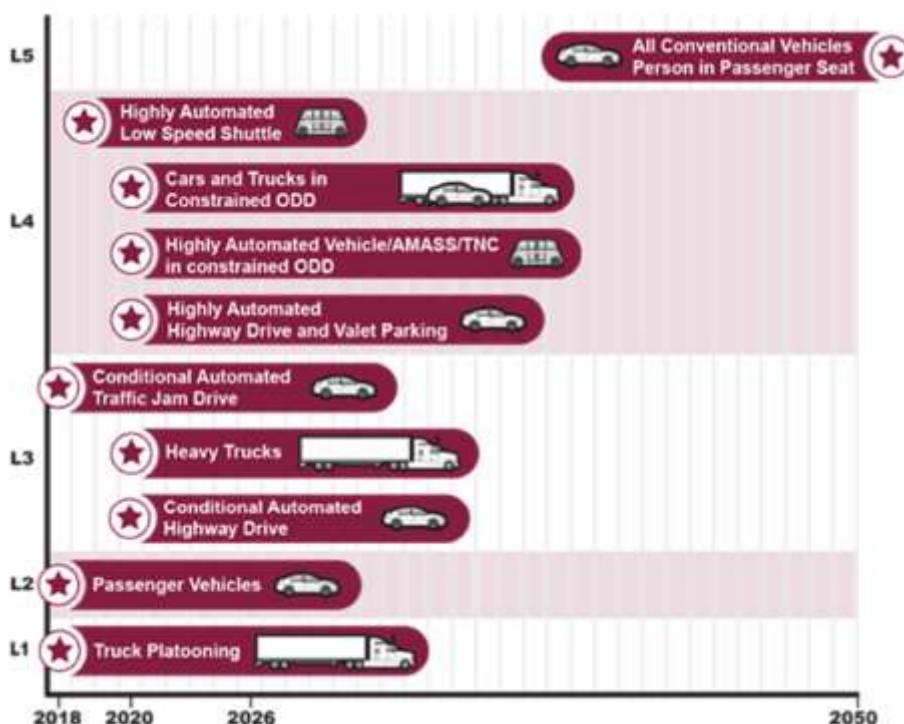 L5
All Conventional Vehicles
Person in Passenger Seat
Highly Automated
Low Speed Shuttle
L4
Cars and Trucks in
Constrained ODD
Highly Automated Vehicle/AMASS/TNC
in constrained ODD
Highly Automated
Highway Drive and Valet Parking
Conditional Automated
Traffic Jam Drive
L3
Heavy Trucks
Conditional Automated
Highway Drive
L2
Passenger Vehicles
L1
Truck Platooning
2018 2020 2026 2050